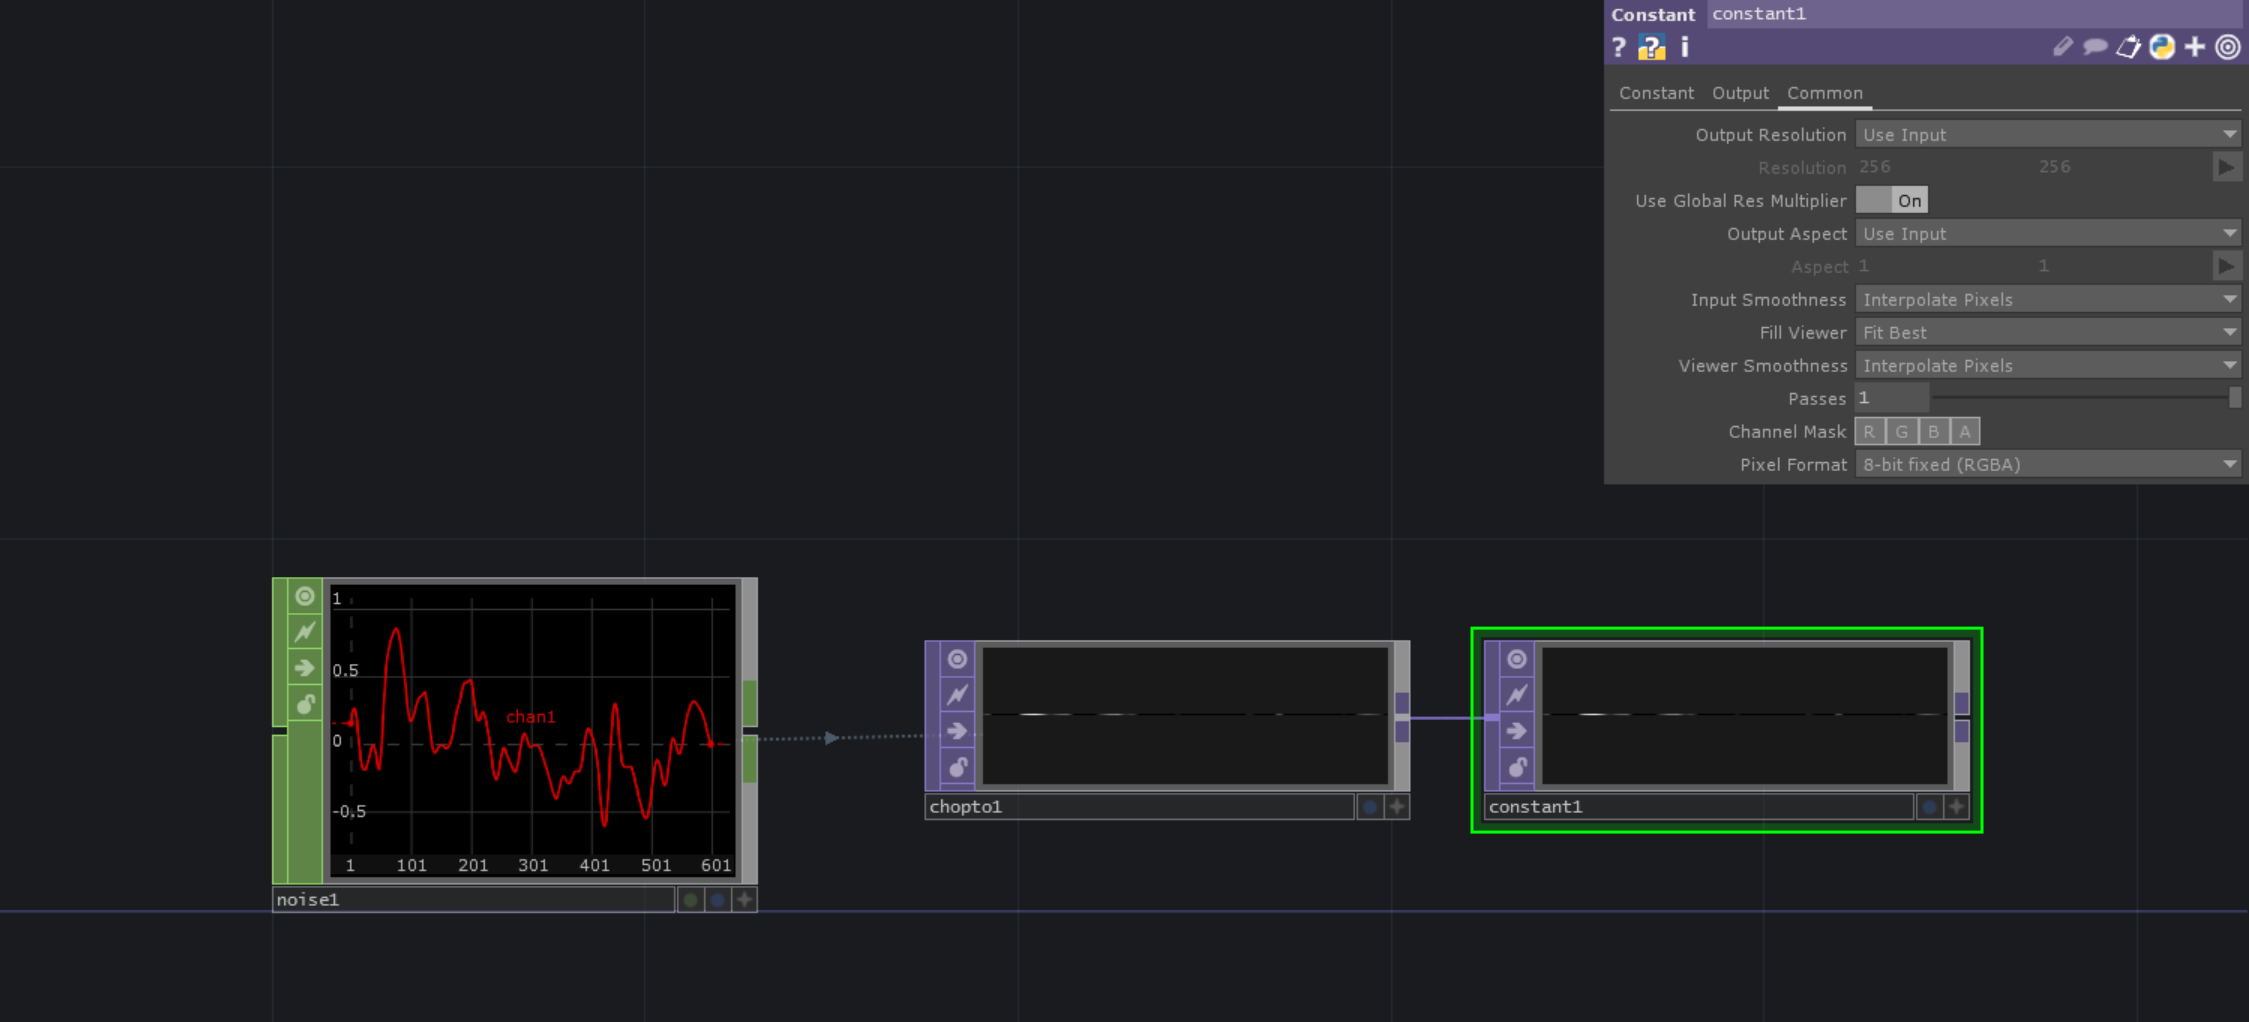 Constant constant1
? ? i
Constant Output Common
Output Resolution Use Input
Resolution 256 256
Use Global Res Multiplier On
Output Aspect Use Input
Aspect 1 1
Input Smoothness Interpolate Pixels
Fill Viewer Fit Best
Viewer Smoothness Interpolate Pixels
Passes 1
Channel Mask R G B A
Pixel Format 8-bit fixed (RGBA)
1
0.5
chan1
0
-0.5
1 101 201 301 401 501 601
noise1
chopto1
constant1